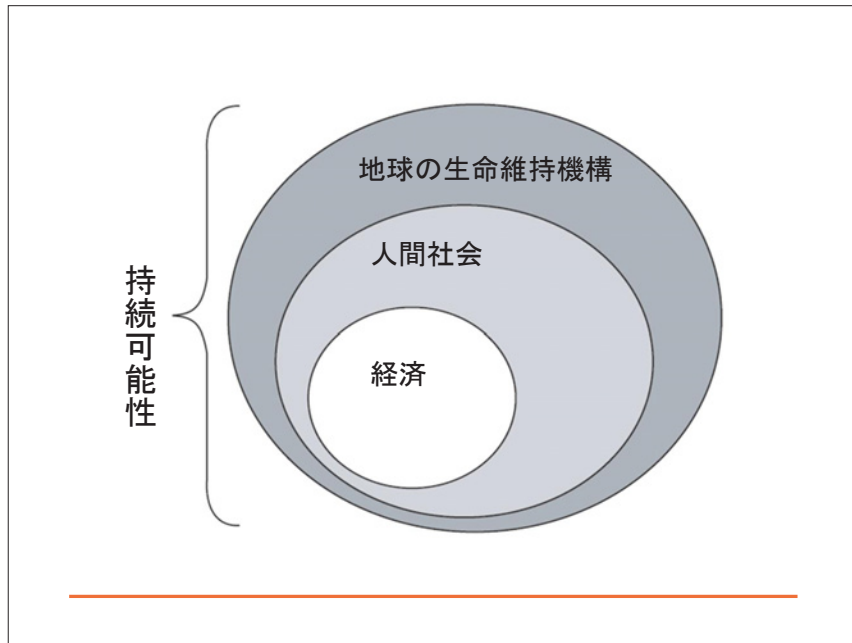 地球の生命維持機構
人間社会
経済
持続可能性